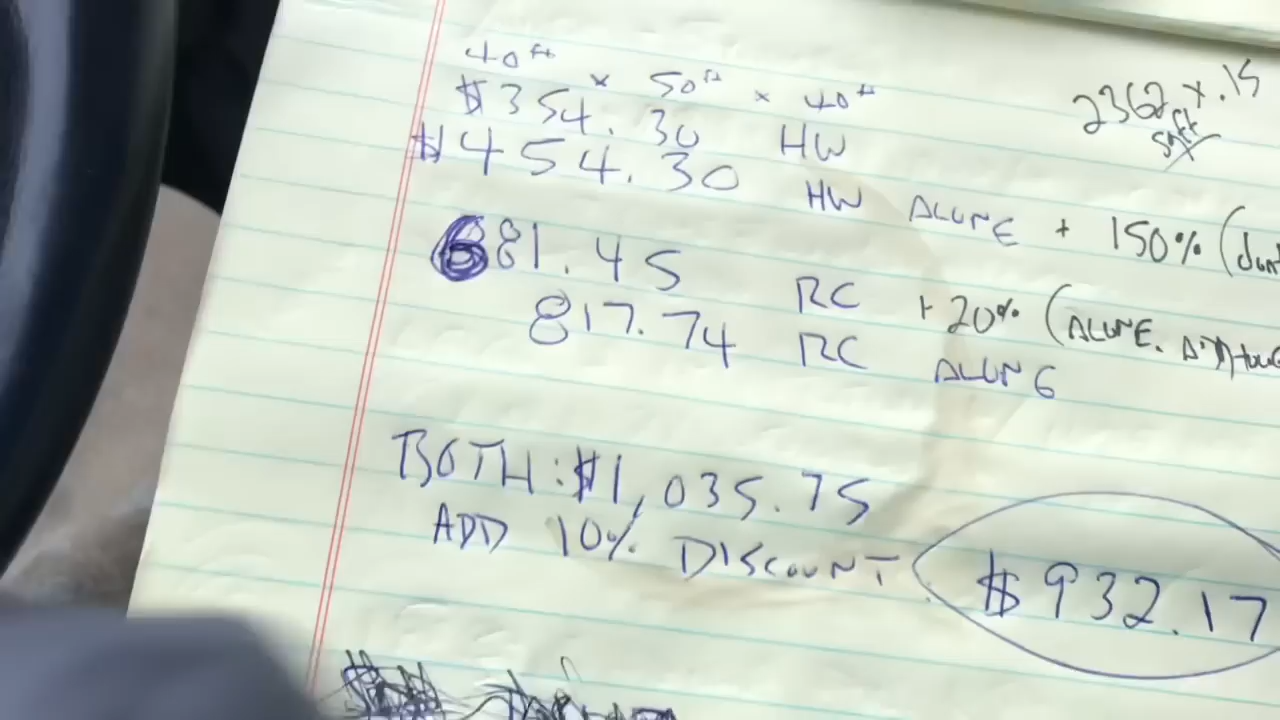 40ft × 50ft × 40ft
2362 sqft × .15
$354.30 HW
$454.30 HW ALONE + 150% (
681.45 RC +20% (ALONE.
817.74 RC ALONE
BOTH: $1,035.75
ADD 10% DISCOUNT $932.17